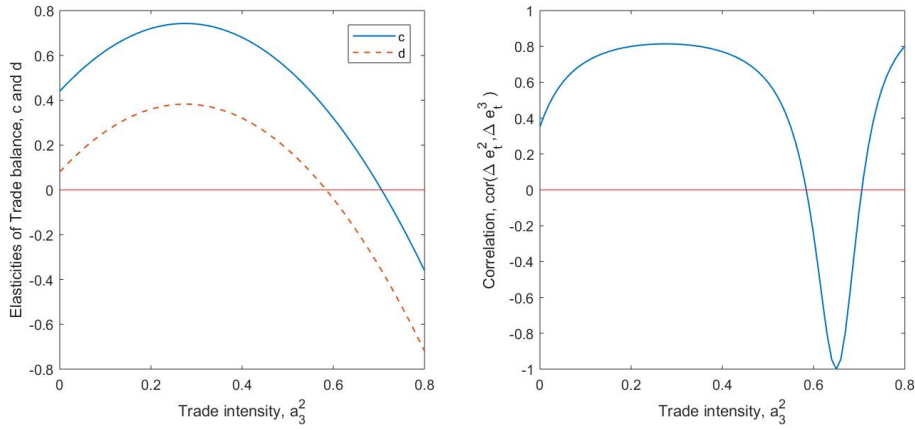 Elasticities of Trade balance, c and d
0.8
0.6
0.4
0.2
0
-0.2
-0.4
-0.6
-0.8
c
d
0 0.2 0.4 0.6 0.8
Trade intensity, a₃²
Correlation, cor(Δ eₜ², Δ eₜ³ )
1
0.8
0.6
0.4
0.2
0
-0.2
-0.4
-0.6
-0.8
-1
0 0.2 0.4 0.6 0.8
Trade intensity, a₃²